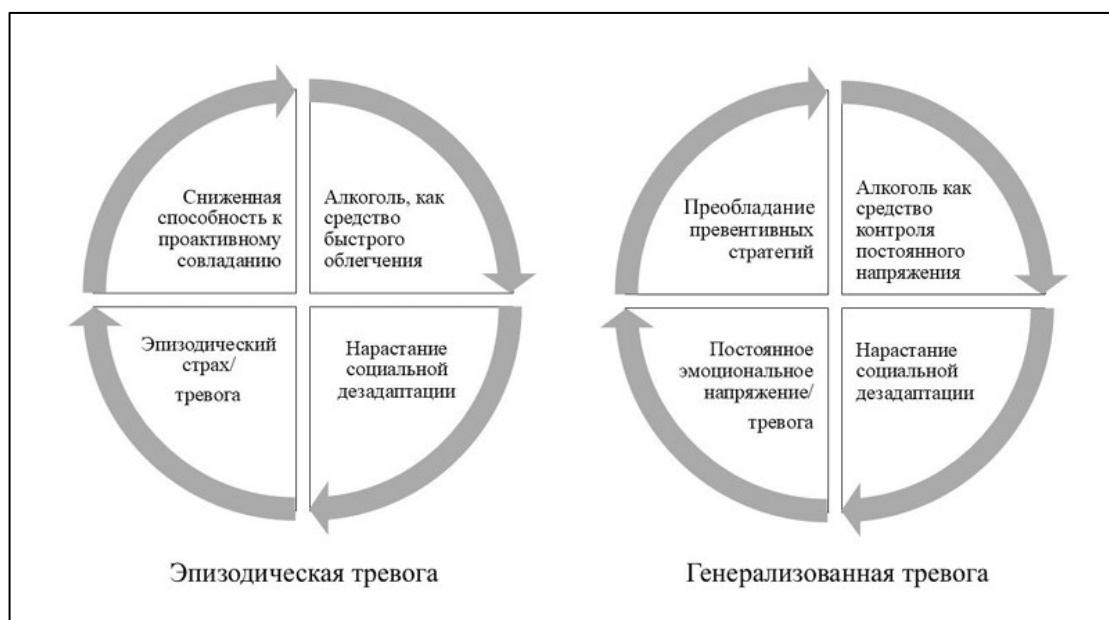 Сниженная
способность к
проактивному
совладанию
Алкоголь, как
средство
быстрого
облегчения
Эпизодический
страх/
тревога
Нарастание
социальной
дезадаптации
Эпизодическая тревога
Преобладание
превентивных
стратегий
Алкоголь как
средство
контроля
постоянного
напряжения
Постоянное
эмоциональное
напряжение/
тревога
Нарастание
социальной
дезадаптации
Генерализованная тревога